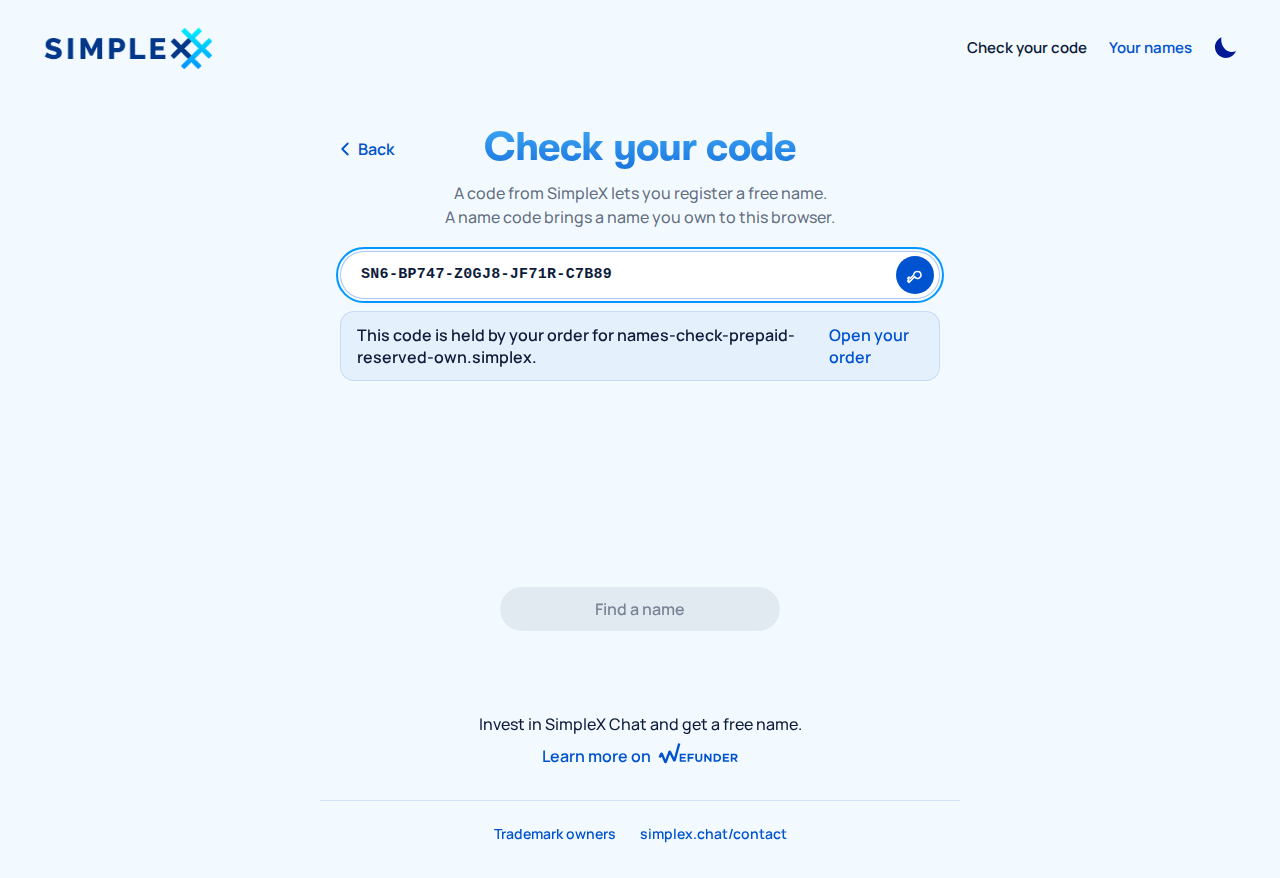 SIMPLEX
Check your code
Your names
Back
Check your code
A code from SimpleX lets you register a free name.
A name code brings a name you own to this browser.
SN6-BP747-Z0GJ8-JF71R-C7B89
This code is held by your order for names-check-prepaid-
reserved-own.simplex.
Open your
order
Find a name
Invest in SimpleX Chat and get a free name.
Learn more on WEFUNDER
Trademark owners
simplex.chat/contact